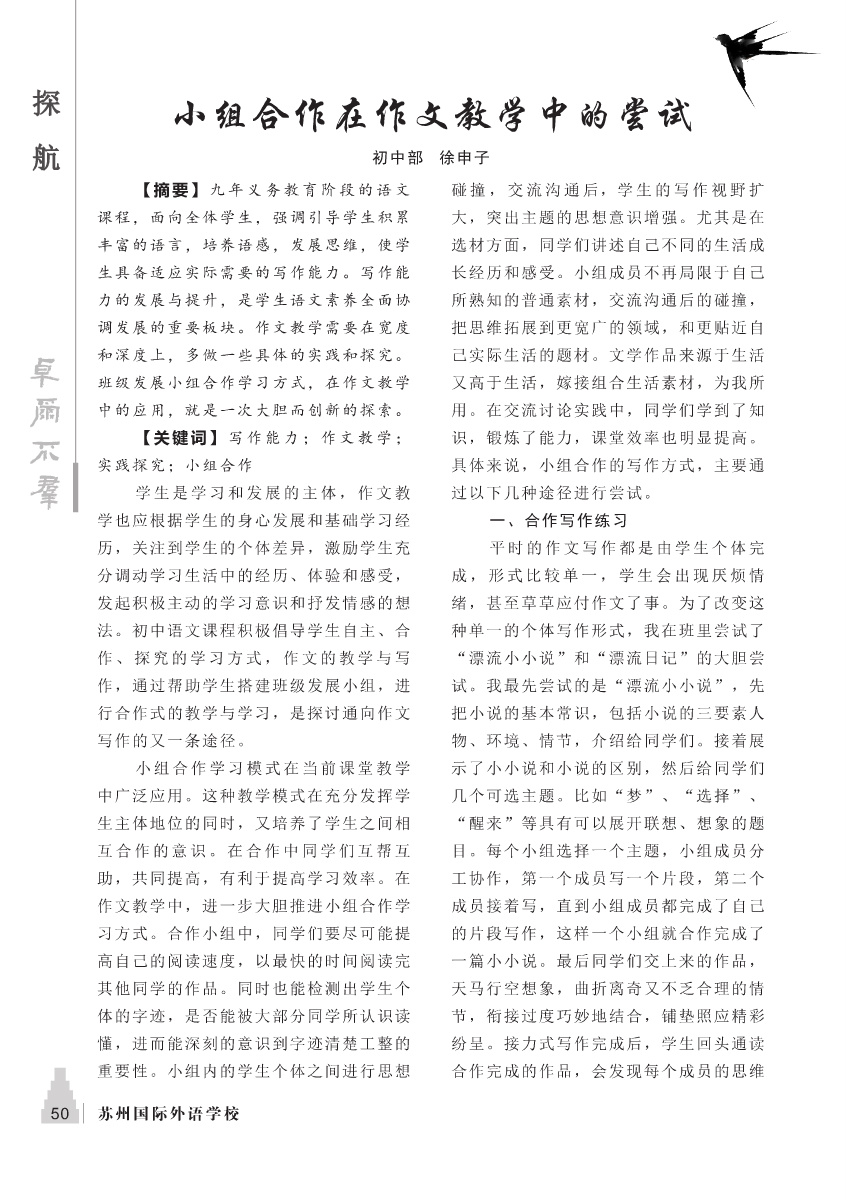 探
航
卓尔不群
小组合作在作文教学中的尝试
初中部 徐申子
【摘要】九年义务教育阶段的语文
课程，面向全体学生，强调引导学生积累
丰富的语言，培养语感，发展思维，使学
生具备适应实际需要的写作能力。写作能
力的发展与提升，是学生语文素养全面协
调发展的重要板块。作文教学需要在宽度
和深度上，多做一些具体的实践和探究。
班级发展小组合作学习方式，在作文教学
中的应用，就是一次大胆而创新的探索。
【关键词】写作能力；作文教学；
实践探究；小组合作
学生是学习和发展的主体，作文教
学也应根据学生的身心发展和基础学习经
历，关注到学生的个体差异，激励学生充
分调动学习生活中的经历、体验和感受，
发起积极主动的学习意识和抒发情感的想
法。初中语文课程积极倡导学生自主、合
作、探究的学习方式，作文的教学与写
作，通过帮助学生搭建班级发展小组，进
行合作式的教学与学习，是探讨通向作文
写作的又一条途径。
小组合作学习模式在当前课堂教学
中广泛应用。这种教学模式在充分发挥学
生主体地位的同时，又培养了学生之间相
互合作的意识。在合作中同学们互帮互
助，共同提高，有利于提高学习效率。在
作文教学中，进一步大胆推进小组合作学
习方式。合作小组中，同学们要尽可能提
高自己的阅读速度，以最快的时间阅读完
其他同学的作品。同时也能检测出学生个
体的字迹，是否能被大部分同学所认识读
懂，进而能深刻的意识到字迹清楚工整的
重要性。小组内的学生个体之间进行思想
碰撞，交流沟通后，学生的写作视野扩
大，突出主题的思想意识增强。尤其是在
选材方面，同学们讲述自己不同的生活成
长经历和感受。小组成员不再局限于自己
所熟知的普通素材，交流沟通后的碰撞，
把思维拓展到更宽广的领域，和更贴近自
己实际生活的题材。文学作品来源于生活
又高于生活，嫁接组合生活素材，为我所
用。在交流讨论实践中，同学们学到了知
识，锻炼了能力，课堂效率也明显提高。
具体来说，小组合作的写作方式，主要通
过以下几种途径进行尝试。
一、合作写作练习
平时的作文写作都是由学生个体完
成，形式比较单一，学生会出现厌烦情
绪，甚至草草应付作文了事。为了改变这
种单一的个体写作形式，我在班里尝试了
“漂流小小说”和“漂流日记”的大胆尝
试。我最先尝试的是“漂流小小说”，先
把小说的基本常识，包括小说的三要素人
物、环境、情节，介绍给同学们。接着展
示了小小说和小说的区别，然后给同学们
几个可选主题。比如“梦”、“选择”、
“醒来”等具有可以展开联想、想象的题
目。每个小组选择一个主题，小组成员分
工协作，第一个成员写一个片段，第二个
成员接着写，直到小组成员都完成了自己
的片段写作，这样一个小组就合作完成了
一篇小小说。最后同学们交上来的作品，
天马行空想象，曲折离奇又不乏合理的情
节，衔接过度巧妙地结合，铺垫照应精彩
纷呈。接力式写作完成后，学生回头通读
合作完成的作品，会发现每个成员的思维
50 苏州国际外语学校